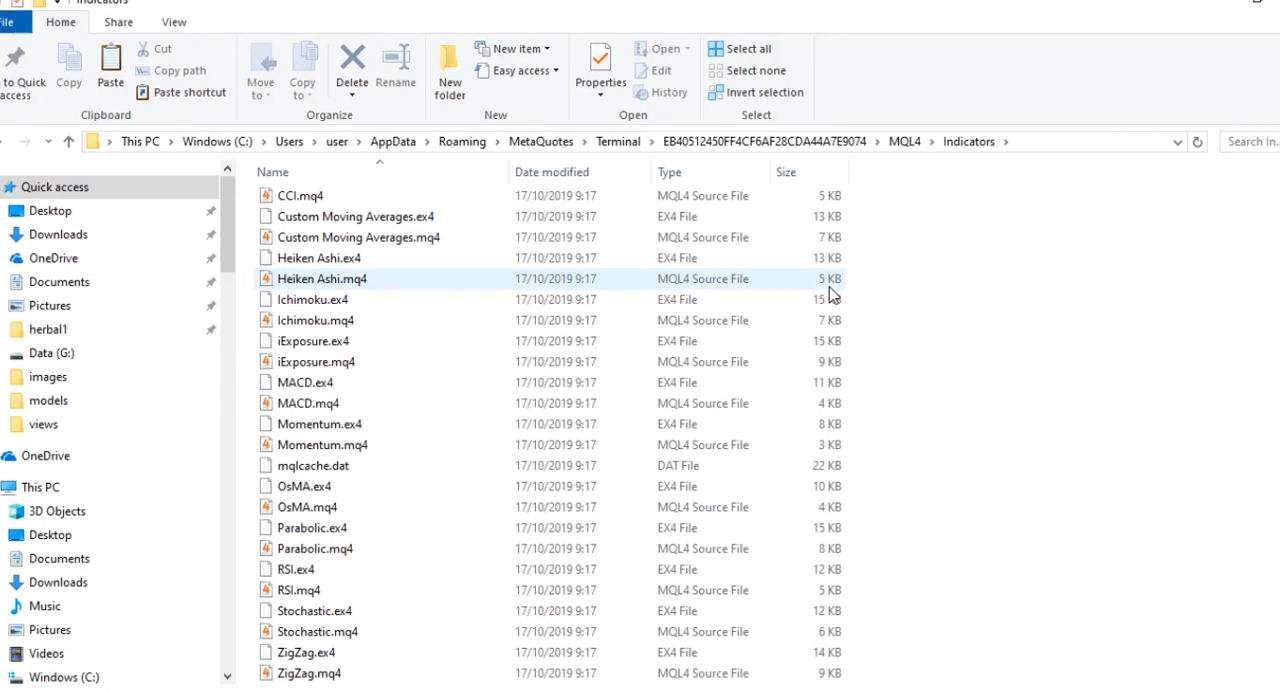 Indicators
File Home Share View
to Quick access
Copy
Paste
Cut
Copy path
Paste shortcut
Clipboard
Move to
Copy to
Delete
Rename
Organize
New folder
New item
Easy access
New
Properties
Open
Edit
History
Open
Select all
Select none
Invert selection
Select
This PC > Windows (C:) > Users > user > AppData > Roaming > MetaQuotes > Terminal > EB40512450FF4CF6AF28CDA44A7E9074 > MQL4 > Indicators >
Search In
Quick access
Desktop
Downloads
OneDrive
Documents
Pictures
herbal1
Data (G:)
images
models
views
OneDrive
This PC
3D Objects
Desktop
Documents
Downloads
Music
Pictures
Videos
Windows (C:)
Name Date modified Type Size
CCI.mq4 17/10/2019 9:17 MQL4 Source File 5 KB
Custom Moving Averages.ex4 17/10/2019 9:17 EX4 File 13 KB
Custom Moving Averages.mq4 17/10/2019 9:17 MQL4 Source File 7 KB
Heiken Ashi.ex4 17/10/2019 9:17 EX4 File 13 KB
Heiken Ashi.mq4 17/10/2019 9:17 MQL4 Source File 5 KB
Ichimoku.ex4 17/10/2019 9:17 EX4 File 15
Ichimoku.mq4 17/10/2019 9:17 MQL4 Source File 7 KB
iExposure.ex4 17/10/2019 9:17 EX4 File 15 KB
iExposure.mq4 17/10/2019 9:17 MQL4 Source File 9 KB
MACD.ex4 17/10/2019 9:17 EX4 File 11 KB
MACD.mq4 17/10/2019 9:17 MQL4 Source File 4 KB
Momentum.ex4 17/10/2019 9:17 EX4 File 8 KB
Momentum.mq4 17/10/2019 9:17 MQL4 Source File 3 KB
mqlcache.dat 17/10/2019 9:17 DAT File 22 KB
OsMA.ex4 17/10/2019 9:17 EX4 File 10 KB
OsMA.mq4 17/10/2019 9:17 MQL4 Source File 4 KB
Parabolic.ex4 17/10/2019 9:17 EX4 File 15 KB
Parabolic.mq4 17/10/2019 9:17 MQL4 Source File 8 KB
RSI.ex4 17/10/2019 9:17 EX4 File 12 KB
RSI.mq4 17/10/2019 9:17 MQL4 Source File 5 KB
Stochastic.ex4 17/10/2019 9:17 EX4 File 12 KB
Stochastic.mq4 17/10/2019 9:17 MQL4 Source File 6 KB
ZigZag.ex4 17/10/2019 9:17 EX4 File 14 KB
ZigZag.mq4 17/10/2019 9:17 MQL4 Source File 9 KB